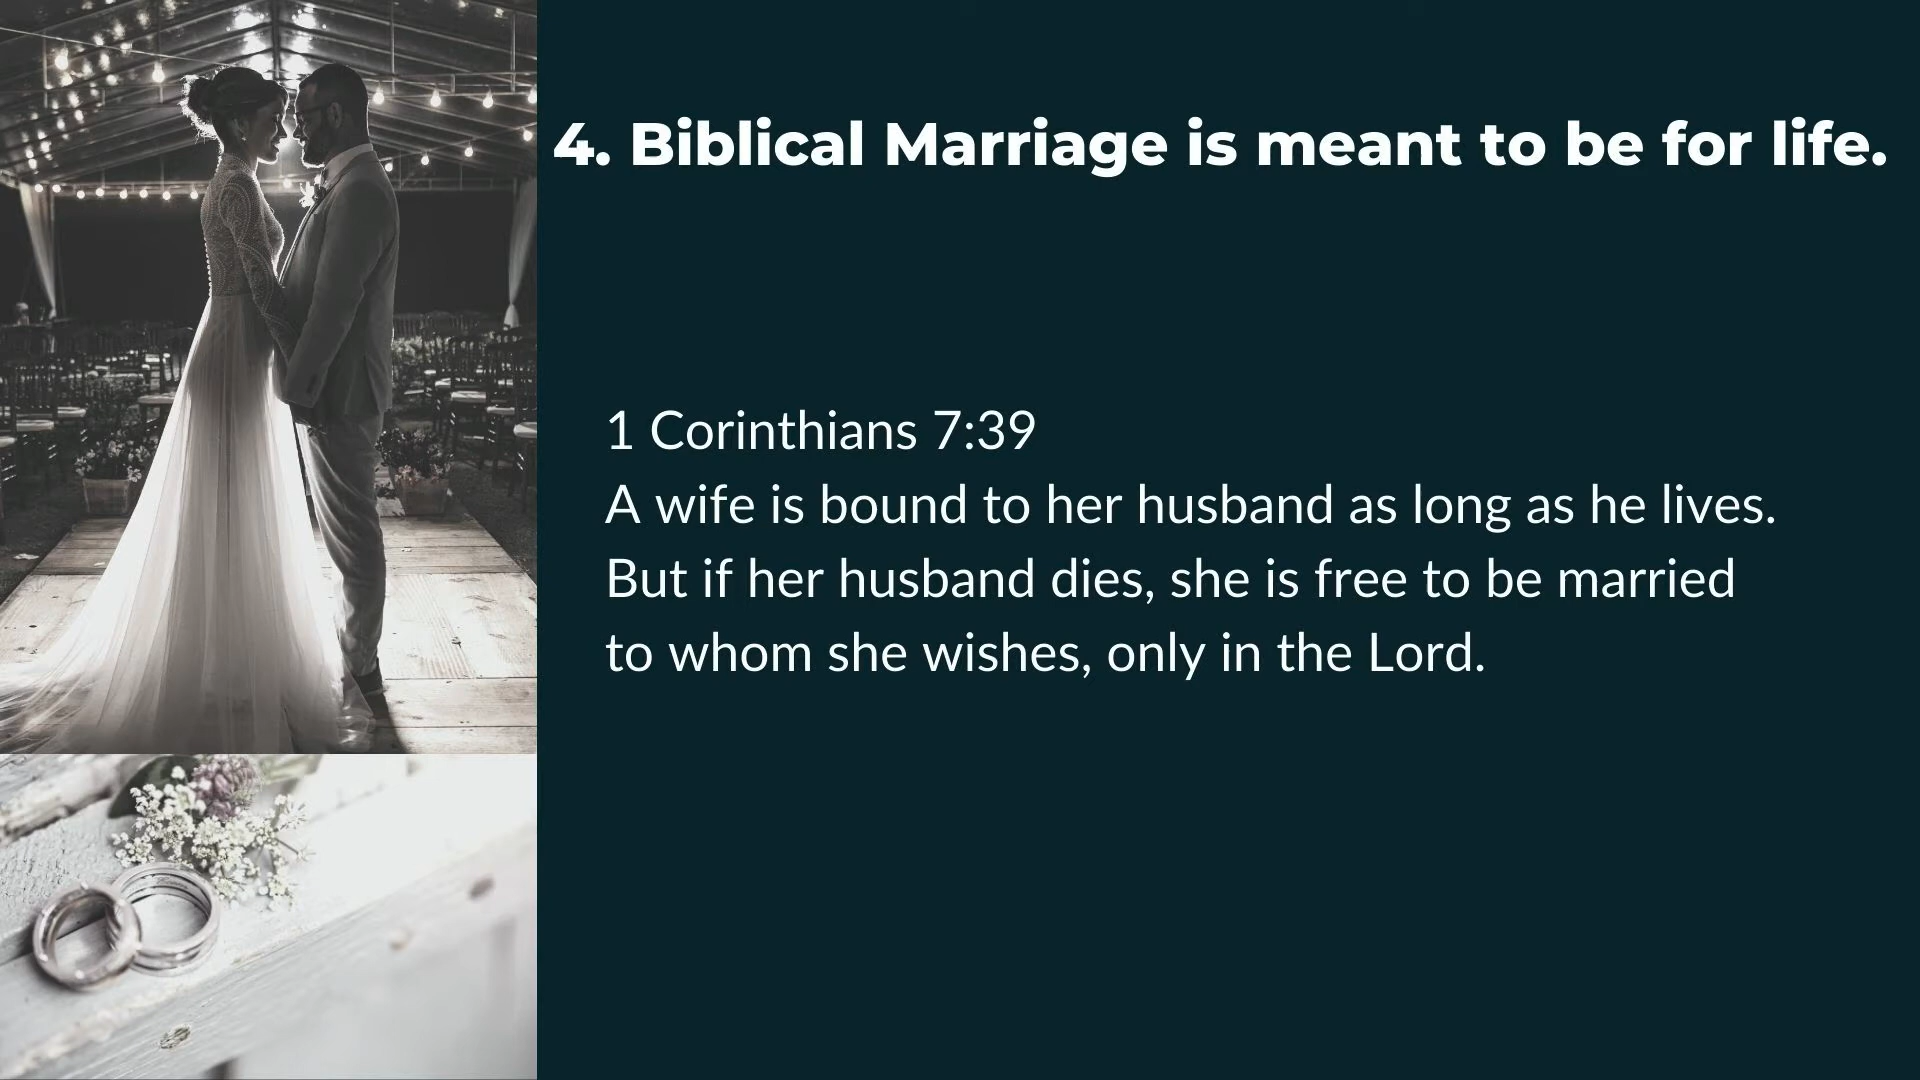 4. Biblical Marriage is meant to be for life.
1 Corinthians 7:39
A wife is bound to her husband as long as he lives.
But if her husband dies, she is free to be married
to whom she wishes, only in the Lord.